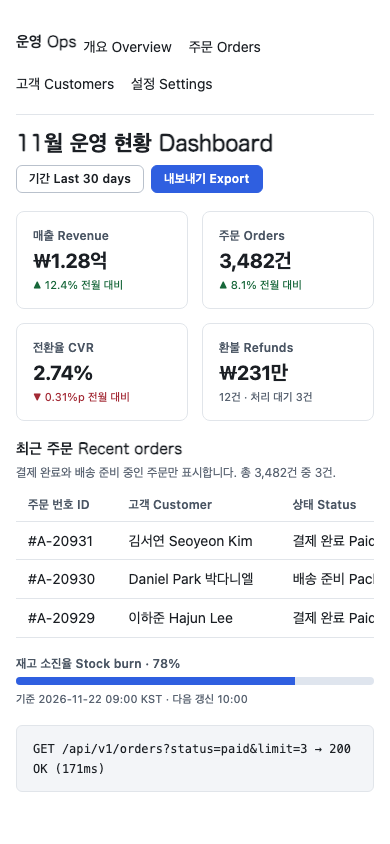 운영 Ops 개요 Overview 주문 Orders
고객 Customers 설정 Settings
11월 운영 현황 Dashboard
기간 Last 30 days 내보내기 Export
매출 Revenue
₩1.28억
▲ 12.4% 전월 대비
주문 Orders
3,482건
▲ 8.1% 전월 대비
전환율 CVR
2.74%
▼ 0.31%p 전월 대비
환불 Refunds
₩231만
12건 · 처리 대기 3건
최근 주문 Recent orders
결제 완료와 배송 준비 중인 주문만 표시합니다. 총 3,482건 중 3건.
주문 번호 ID 고객 Customer 상태 Status
#A-20931 김서연 Seoyeon Kim 결제 완료
#A-20930 Daniel Park 박다니엘 배송 준비
#A-20929 이하준 Hajun Lee 결제 완료
재고 소진율 Stock burn · 78%
기준 2026-11-22 09:00 KST · 다음 갱신 10:00
GET /api/v1/orders?status=paid&limit=3 → 200
OK (171ms)